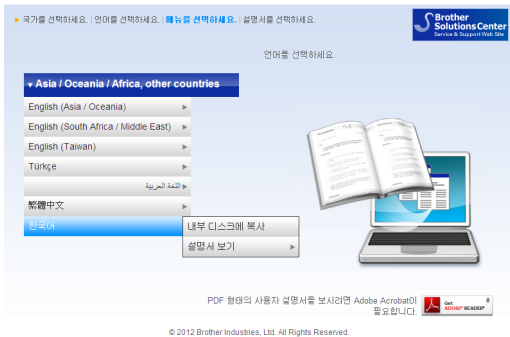 ▸ 국가를 선택하세요. | 언어를 선택하세요. | 메뉴를 선택하세요. | 설명서를 선택하세요.
Brother
Solutions Center
Service & Support Web Site
언어를 선택하세요.
▾ Asia / Oceania / Africa, other countries
English (Asia / Oceania)
English (South Africa / Middle East)
English (Taiwan)
Türkçe
اللغة العربية
繁體中文
한국어
내부 디스크에 복사
설명서 보기
PDF 형태의 사용자 설명서를 보시려면 Adobe Acrobat이
필요합니다.
Get
ADOBE® READER®
© 2012 Brother Industries, Ltd. All Rights Reserved.